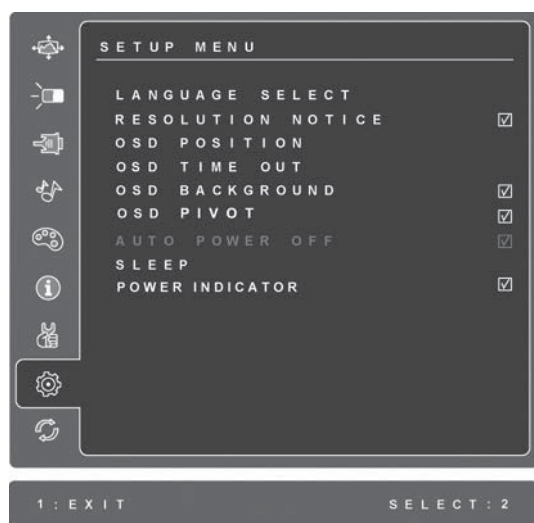 SETUP MENU
LANGUAGE SELECT
RESOLUTION NOTICE
OSD POSITION
OSD TIME OUT
OSD BACKGROUND
OSD PIVOT
AUTO POWER OFF
SLEEP
POWER INDICATOR
1:EXIT SELECT:2